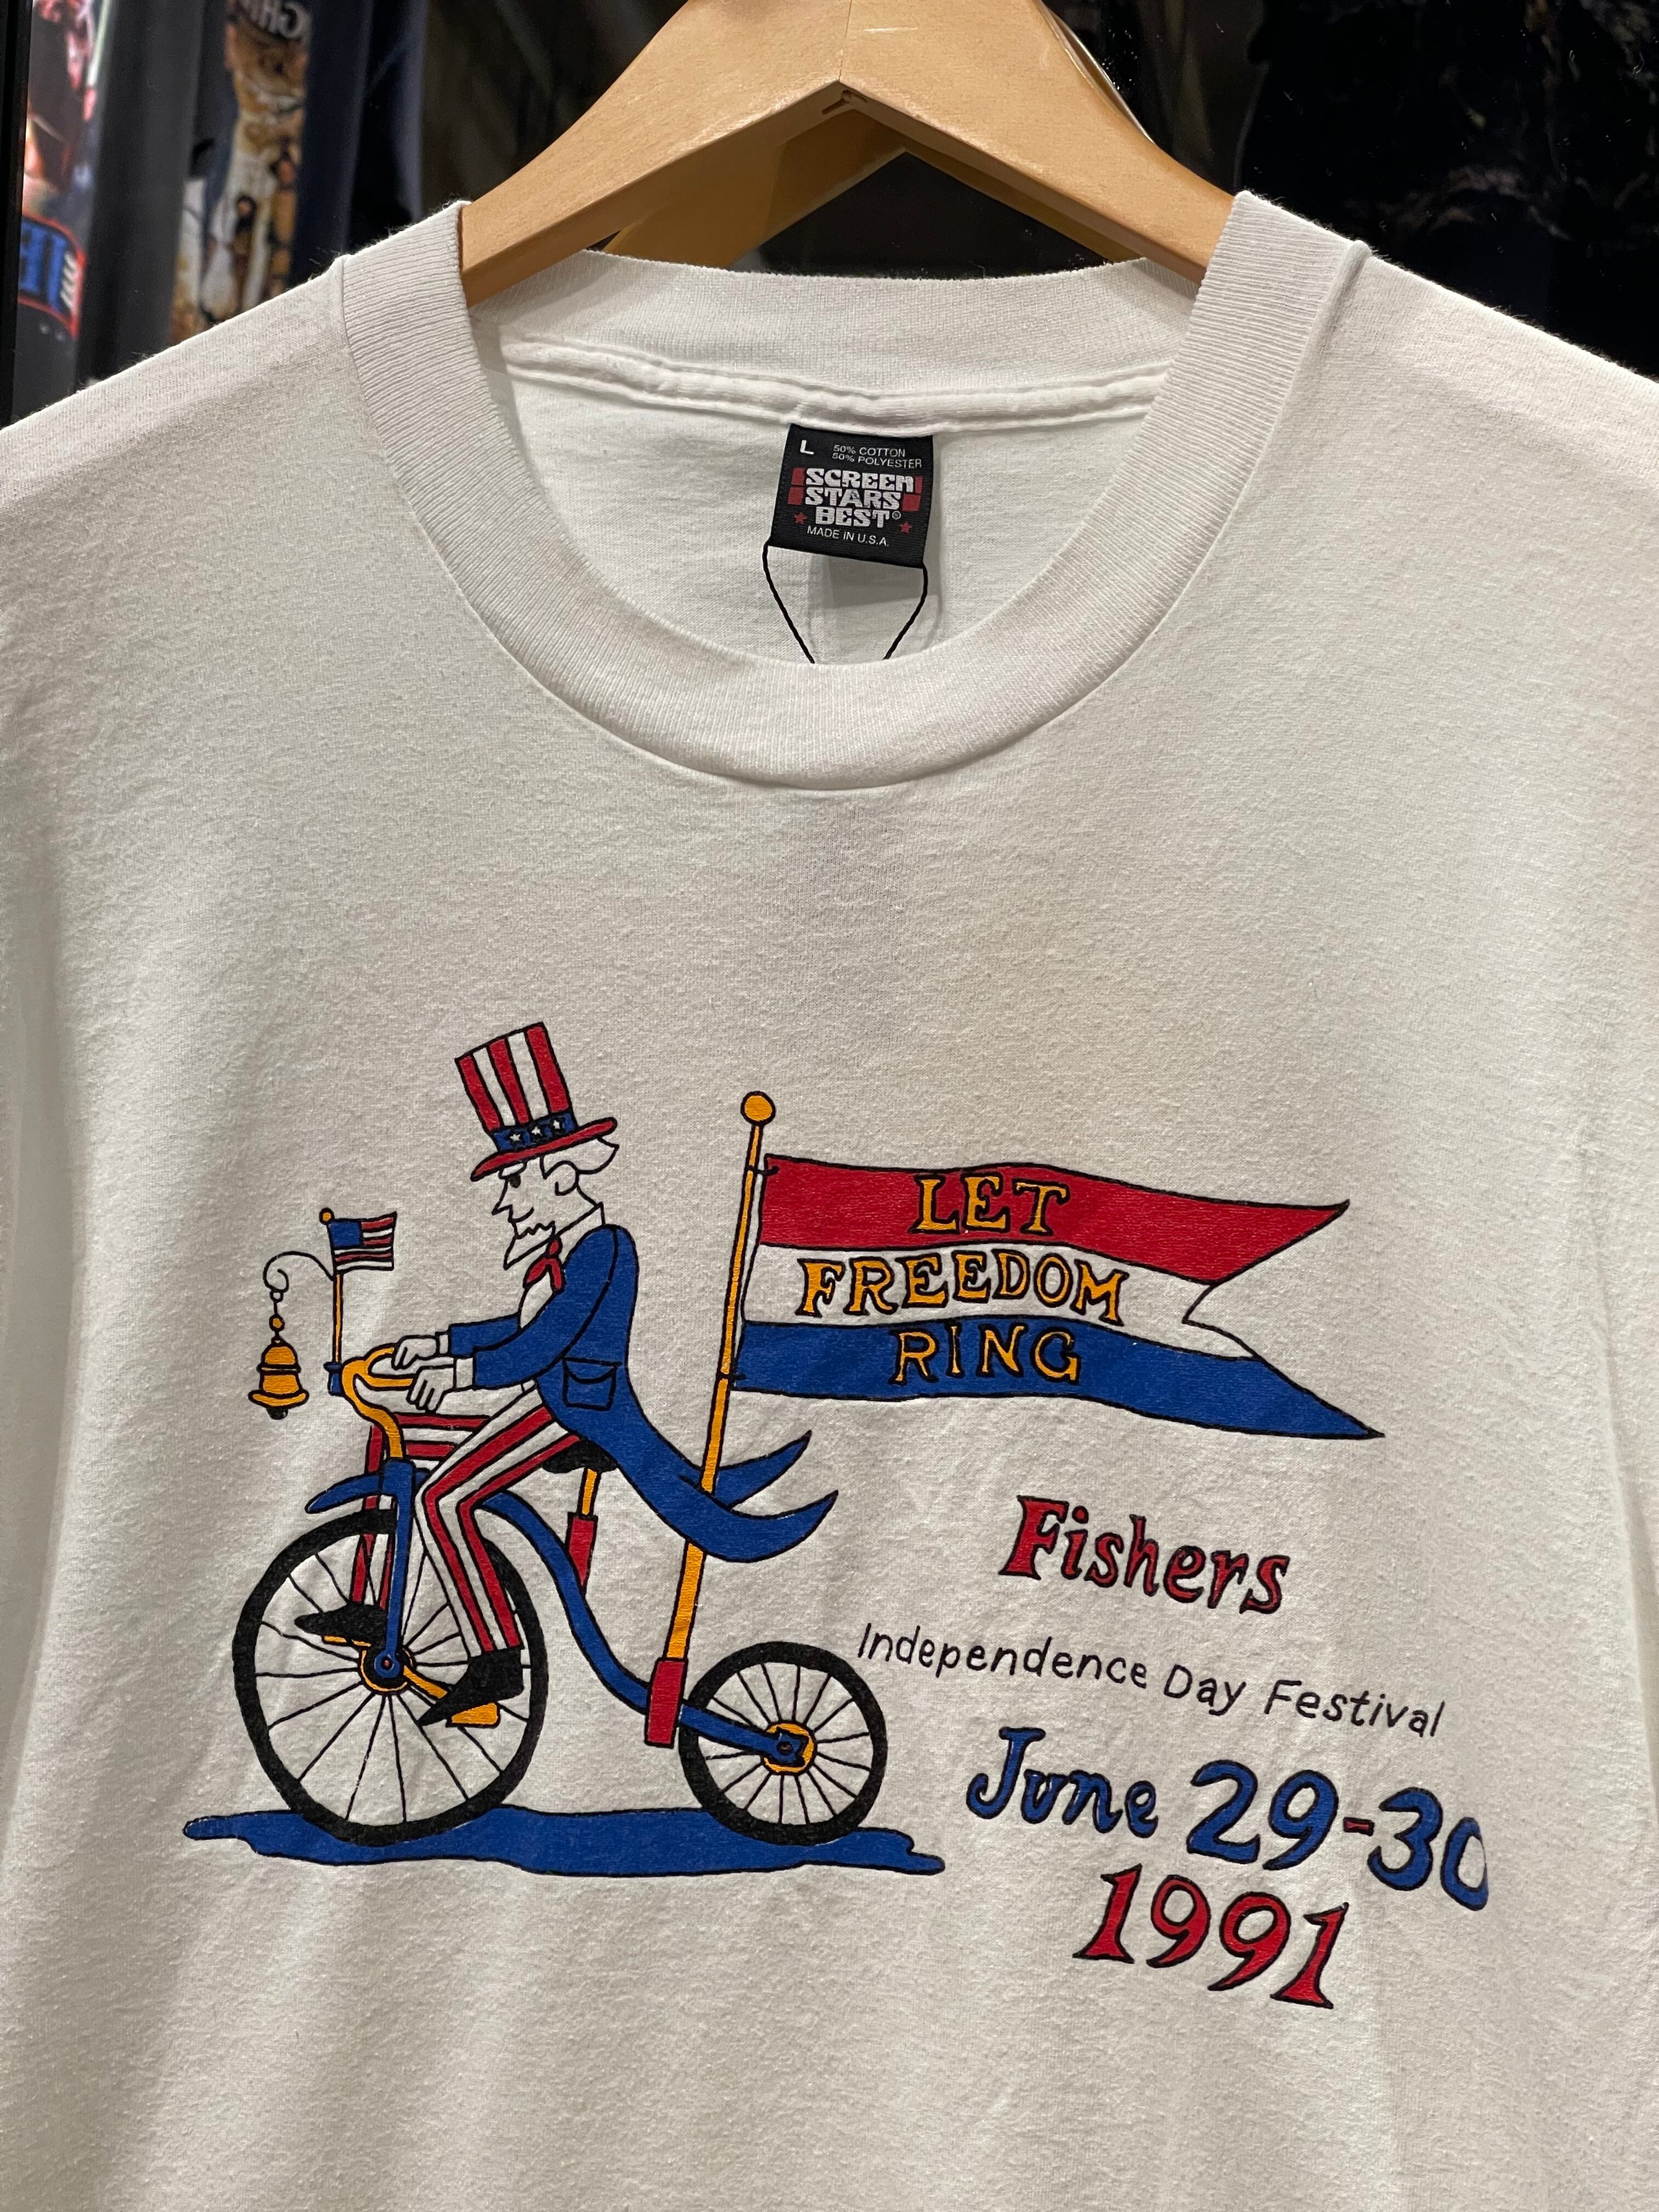 L
50% COTTON
50% POLYESTER
SCREEN
STARS
BEST®
MADE IN U.S.A.
LET
FREEDOM
RING
Fishers
Independence Day Festival
June 29-30
1991